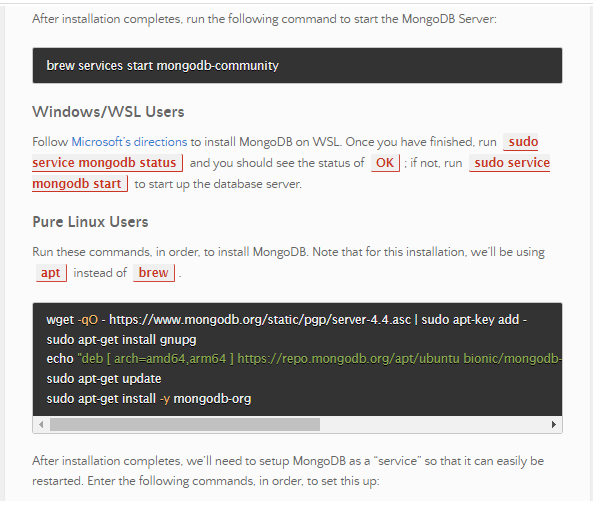 After installation completes, run the following command to start the MongoDB Server:
brew services start mongodb-community
Windows/WSL Users
Follow Microsoft's directions to install MongoDB on WSL. Once you have finished, run sudo
service mongodb status and you should see the status of OK ; if not, run sudo service
mongodb start to start up the database server.
Pure Linux Users
Run these commands, in order, to install MongoDB. Note that for this installation, we'll be using
apt instead of brew .
wget -qO - https://www.mongodb.org/static/pgp/server-4.4.asc | sudo apt-key add -
sudo apt-get install gnupg
echo "deb [ arch=amd64,arm64 ] https://repo.mongodb.org/apt/ubuntu bionic/mongodb-
sudo apt-get update
sudo apt-get install -y mongodb-org
After installation completes, we'll need to setup MongoDB as a "service" so that it can easily be
restarted. Enter the following commands, in order, to set this up: